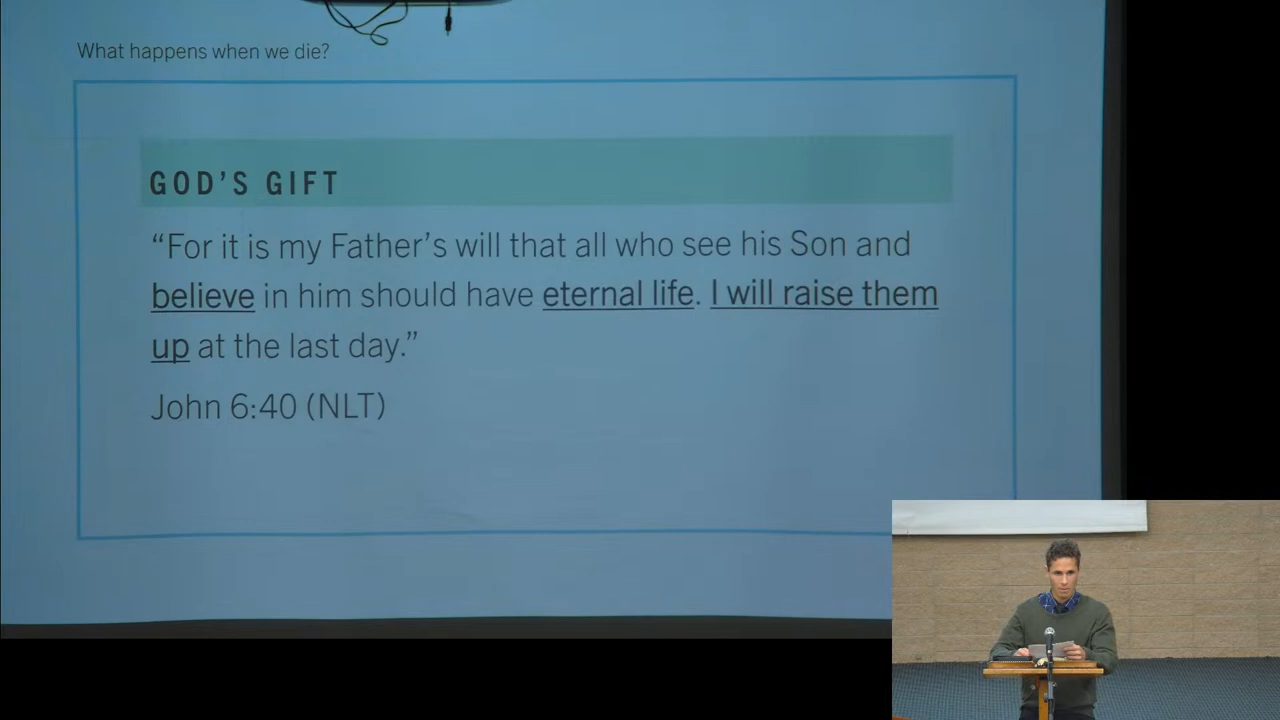 What happens when we die?
GOD’S GIFT
“For it is my Father’s will that all who see his Son and
believe in him should have eternal life. I will raise them
up at the last day.”
John 6:40 (NLT)